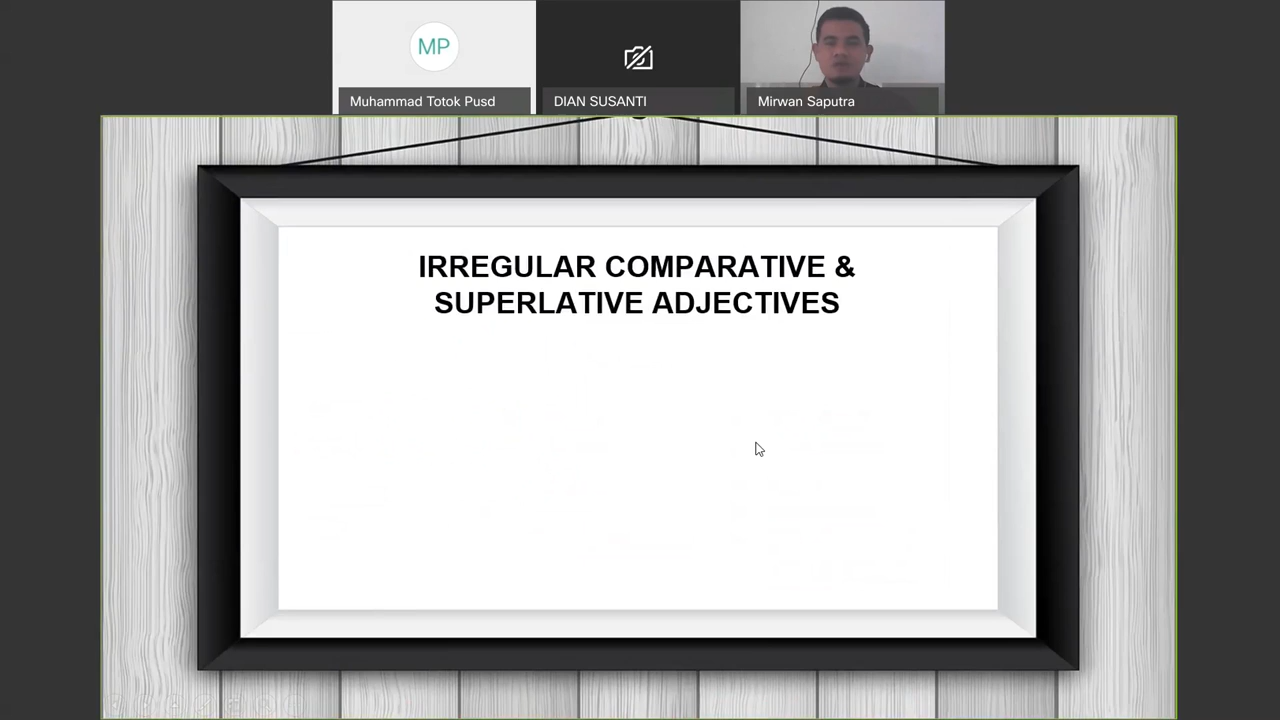 MP
Muhammad Totok Pusd
DIAN SUSANTI
Mirwan Saputra
IRREGULAR COMPARATIVE &
SUPERLATIVE ADJECTIVES